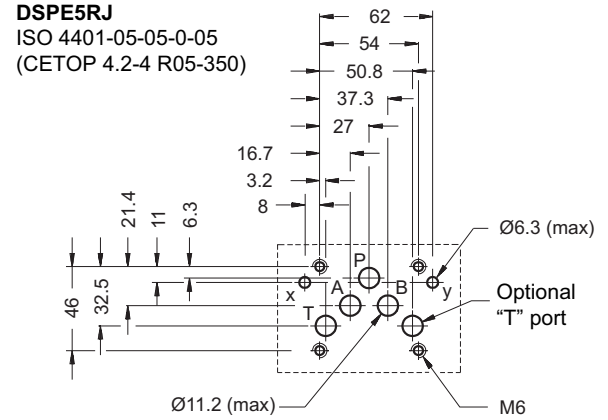 DSPE5RJ
ISO 4401-05-05-0-05
(CETOP 4.2-4 R05-350)
62
54
50.8
37.3
27
16.7
3.2
8
21.4
11
6.3
46
32.5
Ø6.3 (max)
P
A
B
x
y
T
Optional
“T” port
Ø11.2 (max)
M6